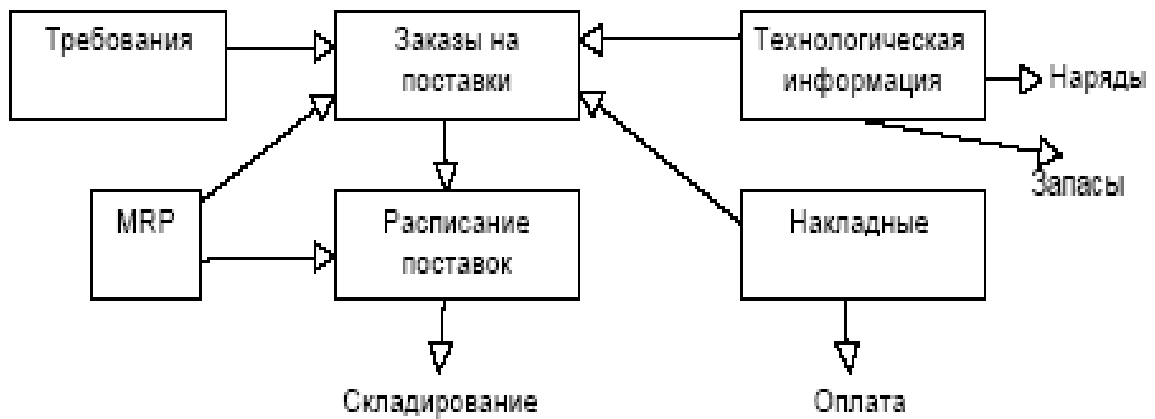 Требования
Заказы на
поставки
Технологическая
информация
Наряды
Запасы
MRP
Расписание
поставок
Накладные
Складирование
Оплата